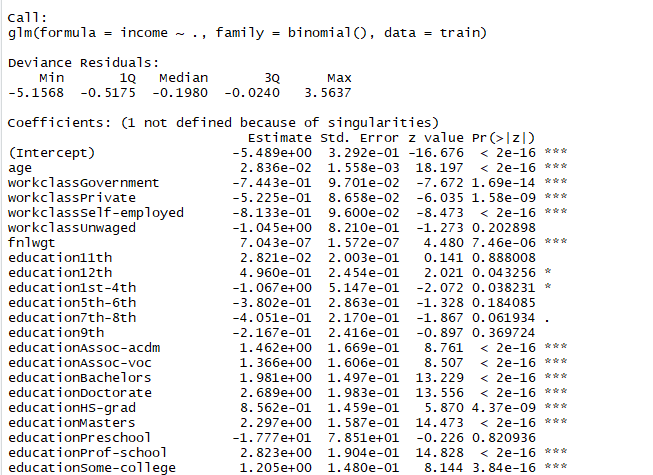 Call:
glm(formula = income ~ ., family = binomial(), data = train)
Deviance Residuals:
Min 1Q Median 3Q Max
-5.1568 -0.5175 -0.1980 -0.0240 3.5637
Coefficients: (1 not defined because of singularities)
Estimate Std. Error z value Pr(>|z|)
(Intercept) -5.489e+00 3.292e-01 -16.676 < 2e-16 ***
age 2.836e-02 1.558e-03 18.197 < 2e-16 ***
workclassGovernment -7.443e-01 9.701e-02 -7.672 1.69e-14 ***
workclassPrivate -5.225e-01 8.658e-02 -6.035 1.58e-09 ***
workclassSelf-employed -8.133e-01 9.600e-02 -8.473 < 2e-16 ***
workclassUnwaged -1.045e+00 8.210e-01 -1.273 0.202898
fnlwgt 7.043e-07 1.572e-07 4.480 7.46e-06 ***
education11th 2.821e-02 2.003e-01 0.141 0.888008
education12th 4.960e-01 2.454e-01 2.021 0.043256 *
education1st-4th -1.067e+00 5.147e-01 -2.072 0.038231 *
education5th-6th -3.802e-01 2.863e-01 -1.328 0.184085
education7th-8th -4.051e-01 2.170e-01 -1.867 0.061934 .
education9th -2.167e-01 2.416e-01 -0.897 0.369724
educationAssoc-acdm 1.462e+00 1.669e-01 8.761 < 2e-16 ***
educationAssoc-voc 1.366e+00 1.606e-01 8.507 < 2e-16 ***
educationBachelors 1.981e+00 1.497e-01 13.229 < 2e-16 ***
educationDoctorate 2.689e+00 1.983e-01 13.556 < 2e-16 ***
educationHS-grad 8.562e-01 1.459e-01 5.870 4.37e-09 ***
educationMasters 2.297e+00 1.587e-01 14.473 < 2e-16 ***
educationPreschool -1.777e+01 7.851e+01 -0.226 0.820936
educationProf-school 2.823e+00 1.904e-01 14.828 < 2e-16 ***
educationSome-college 1.205e+00 1.480e-01 8.144 3.84e-16 ***